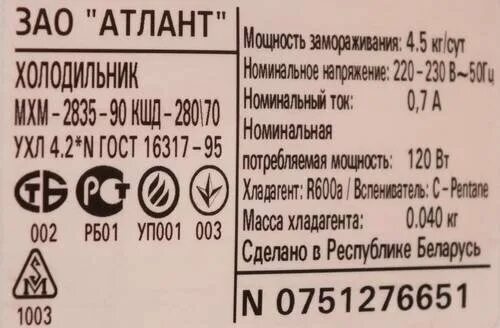 ЗАО "АТЛАНТ"
ХОЛОДИЛЬНИК
МХМ-2835-90 КШД-280\70
УХЛ 4.2*N ГОСТ 16317-95
002 РБ01 УП001 003
1003
Мощность замораживания: 4.5 кг/сут
Номинальное напряжение: 220-230 В~50Гц
Номинальный ток: 0,7 А
Номинальная
потребляемая мощность: 120 Вт
Хладагент: R600a / Вспениватель: C-Pentane
Масса хладагента: 0.040 кг
Сделано в Республике Беларусь
N 0751276651